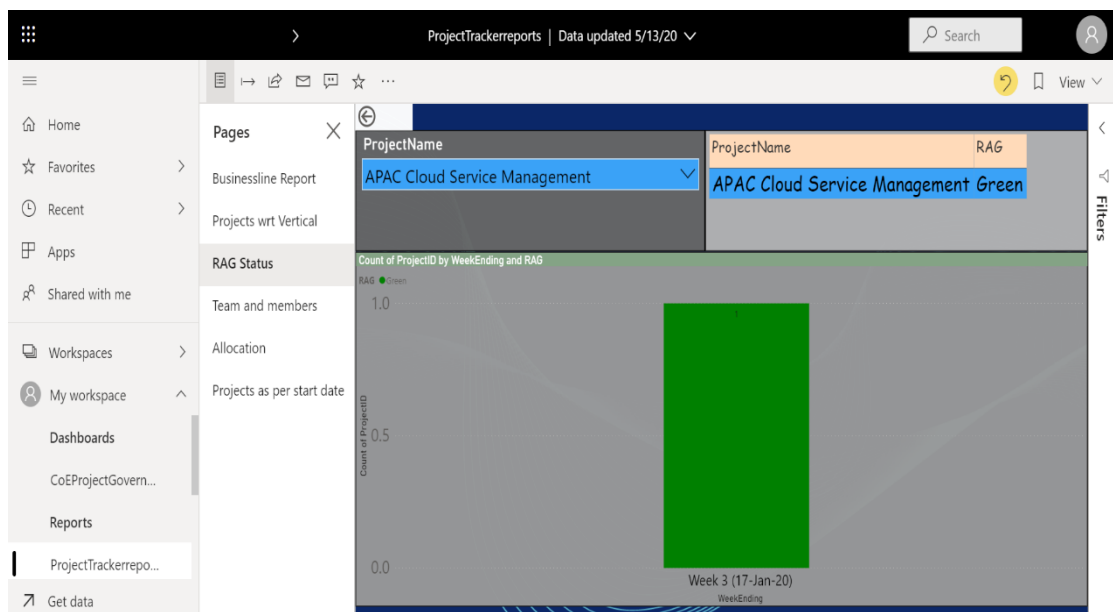 ProjectTrackerreports | Data updated 5/13/20
Search
View
Home
Favorites
Recent
Apps
Shared with me
Workspaces
My workspace
Dashboards
CoEProjectGovern...
Reports
ProjectTrackerrepo...
Get data
Pages
Businessline Report
Projects wrt Vertical
RAG Status
Team and members
Allocation
Projects as per start date
ProjectName
APAC Cloud Service Management
ProjectName RAG
APAC Cloud Service Management Green
Filters
Count of ProjectID by WeekEnding and RAG
RAG Green
1.0
1
0.5
0.0
Count of ProjectID
Week 3 (17-Jan-20)
WeekEnding